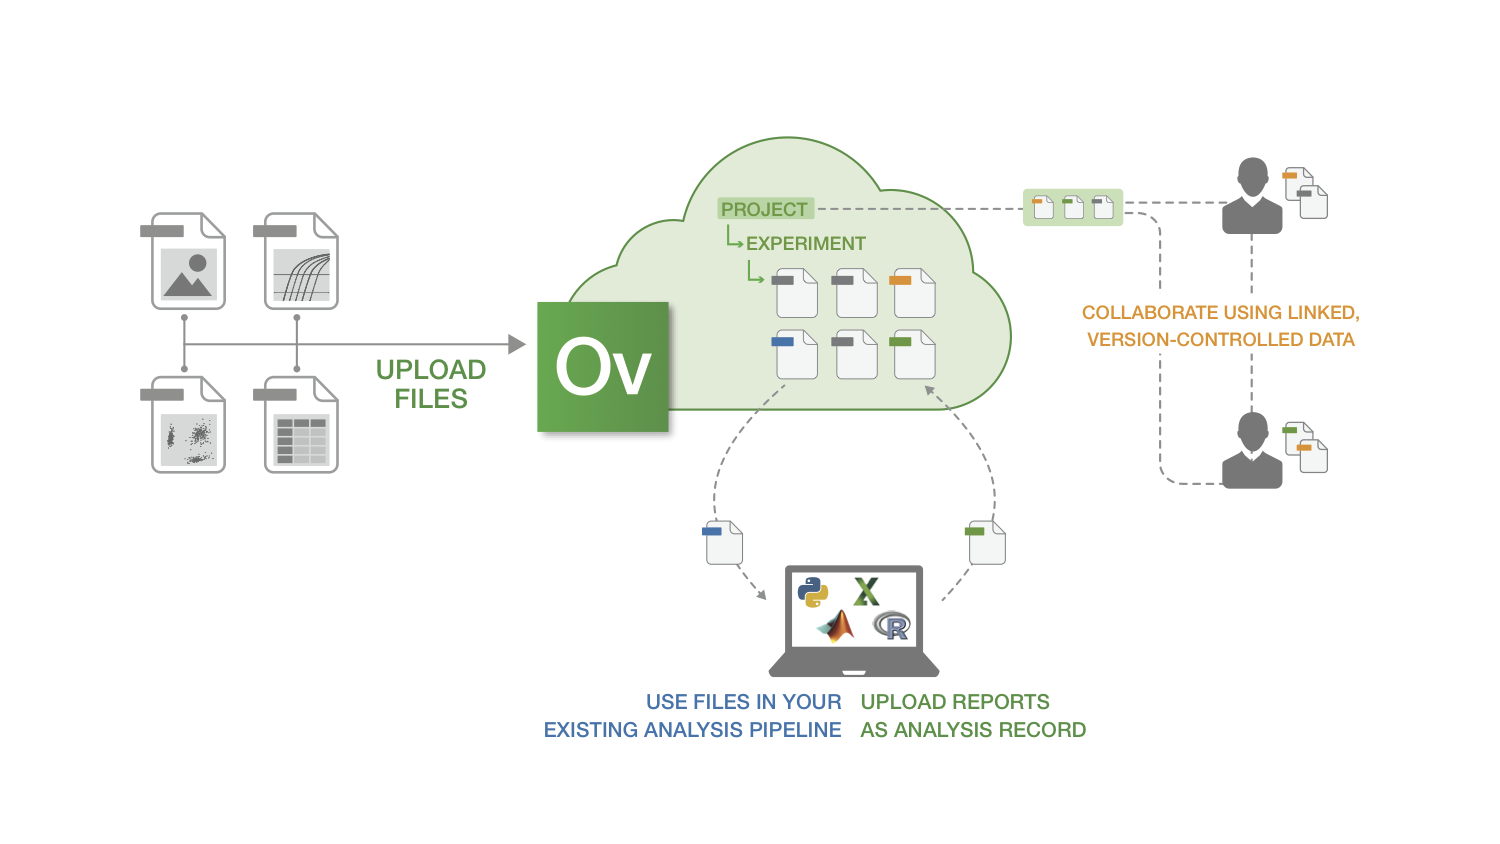 PROJECT
EXPERIMENT
UPLOAD
FILES
Ov
COLLABORATE USING LINKED,
VERSION-CONTROLLED DATA
X
R
USE FILES IN YOUR
EXISTING ANALYSIS PIPELINE
UPLOAD REPORTS
AS ANALYSIS RECORD